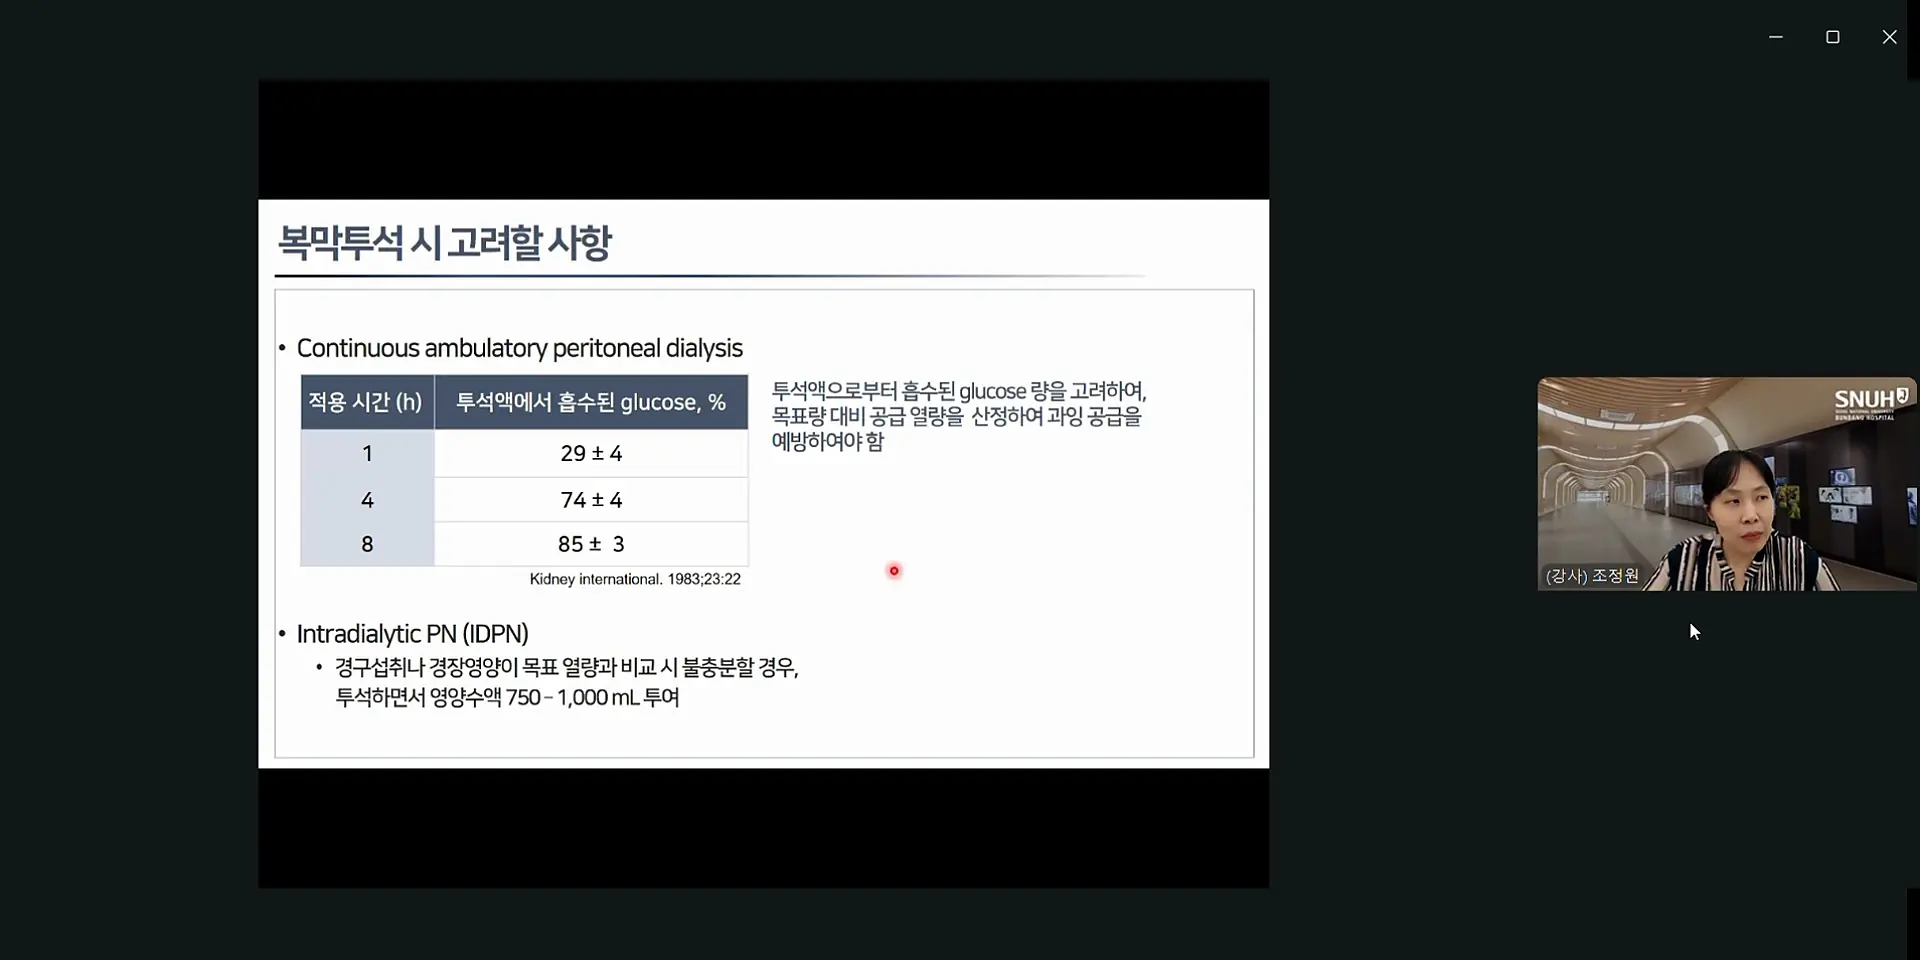 복막투석 시 고려할 사항
• Continuous ambulatory peritoneal dialysis
적용 시간 (h) 투석액에서 흡수된 glucose, %
1 29 ± 4
4 74 ± 4
8 85 ± 3
Kidney international. 1983;23:22
투석액으로부터 흡수된 glucose 량을 고려하여,
목표량 대비 공급 열량을 산정하여 과잉 공급을
예방하여야 함
• Intradialytic PN (IDPN)
• 경구섭취나 경장영양이 목표 열량과 비교 시 불충분할 경우,
투석하면서 영양수액 750 – 1,000 mL 투여
SNUH
SEOUL NATIONAL UNIVERSITY
BUNDANG HOSPITAL
(강사) 조정원